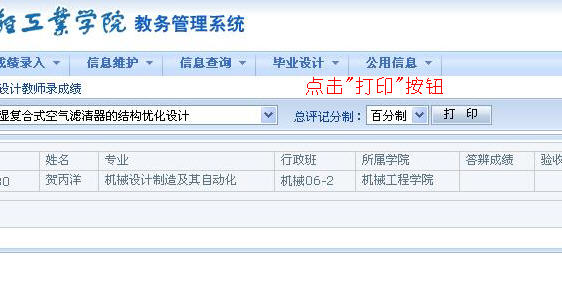 工業学院 教务管理系统
成绩录入 信息维护 信息查询 毕业设计 公用信息
设计教师录成绩
点击"打印"按钮
湿复合式空气滤清器的结构优化设计 总评记分制： 百分制 打 印
姓名 专业 行政班 所属学院 答辨成绩 验收
30 贺丙洋 机械设计制造及其自动化 机械06-2 机械工程学院